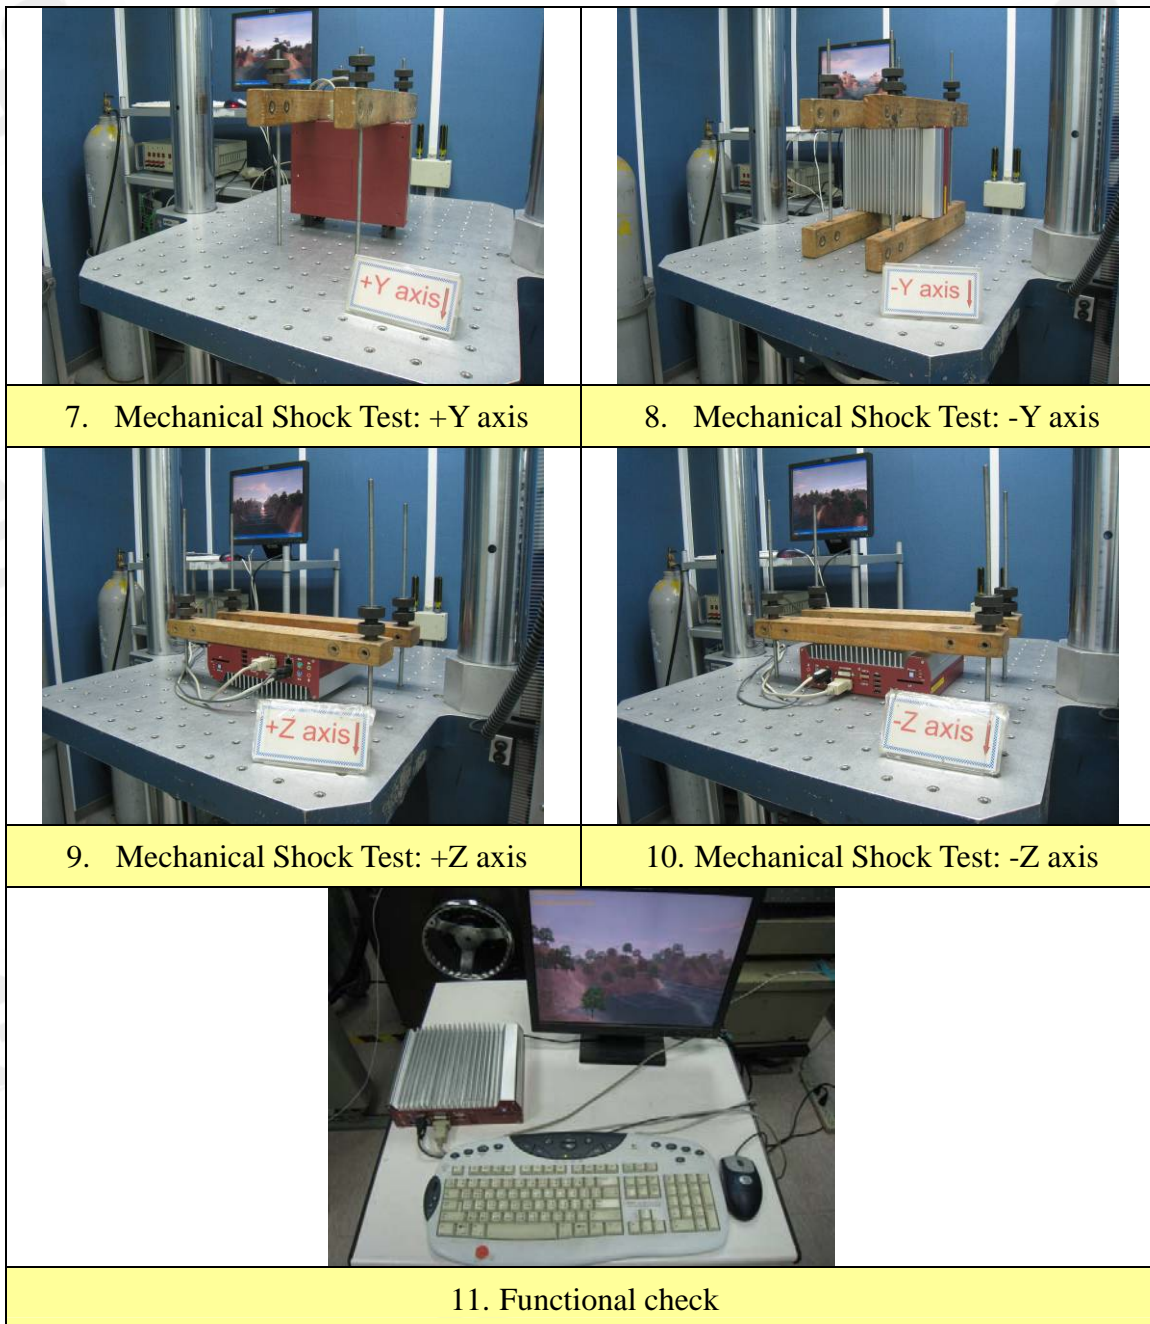 +Y axis
-Y axis
7. Mechanical Shock Test: +Y axis
8. Mechanical Shock Test: -Y axis
+Z axis
-Z axis
9. Mechanical Shock Test: +Z axis
10. Mechanical Shock Test: -Z axis
11. Functional check